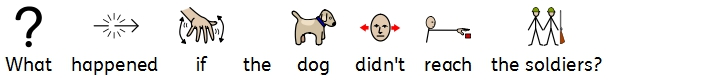 What happened if the dog didn't reach the soldiers?